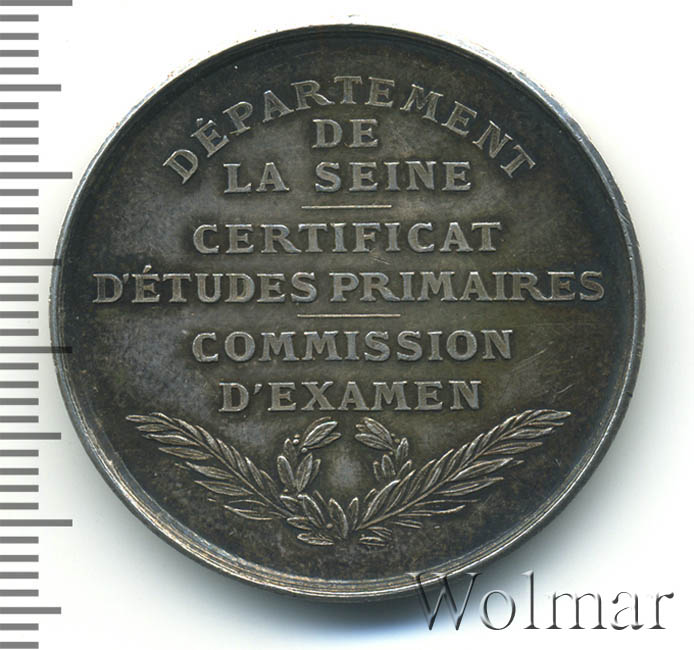 DÉPARTEMENT
DE
LA SEINE
CERTIFICAT
D'ÉTUDES PRIMAIRES
COMMISSION
D'EXAMEN
Wolmar